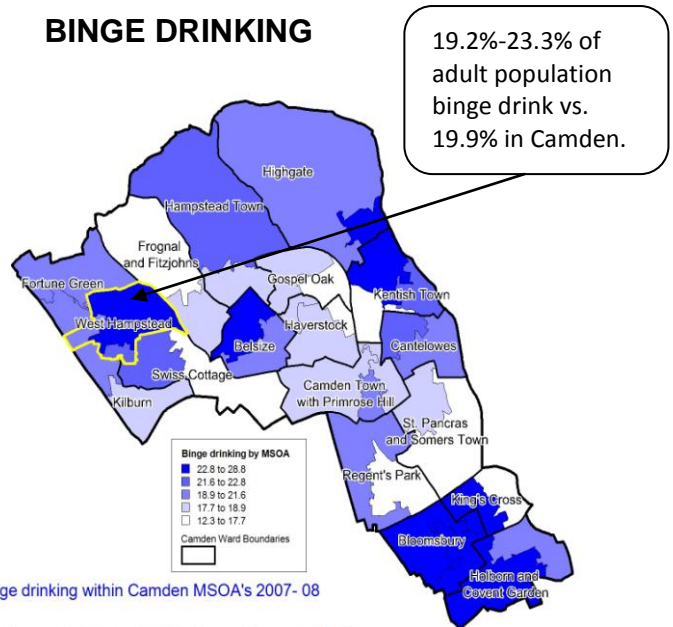 BINGE DRINKING
19.2%-23.3% of
adult population
binge drink vs.
19.9% in Camden.
Highgate
Hampstead Town
Frognal
and Fitzjohns
Gospel Oak
Fortune Green
Kentish Town
West Hampstead
Haverstock
Belsize
Cantelowes
Swiss Cottage
Camden Town
with Primrose Hill
Kilburn
St. Pancras
and Somers Town
Regent's Park
King's Cross
Bloomsbury
Holborn and
Covent Garden
Binge drinking by MSOA
22.8 to 28.8
21.6 to 22.8
18.9 to 21.6
17.7 to 18.9
12.3 to 17.7
Camden Ward Boundaries
ge drinking within Camden MSOA's 2007- 08